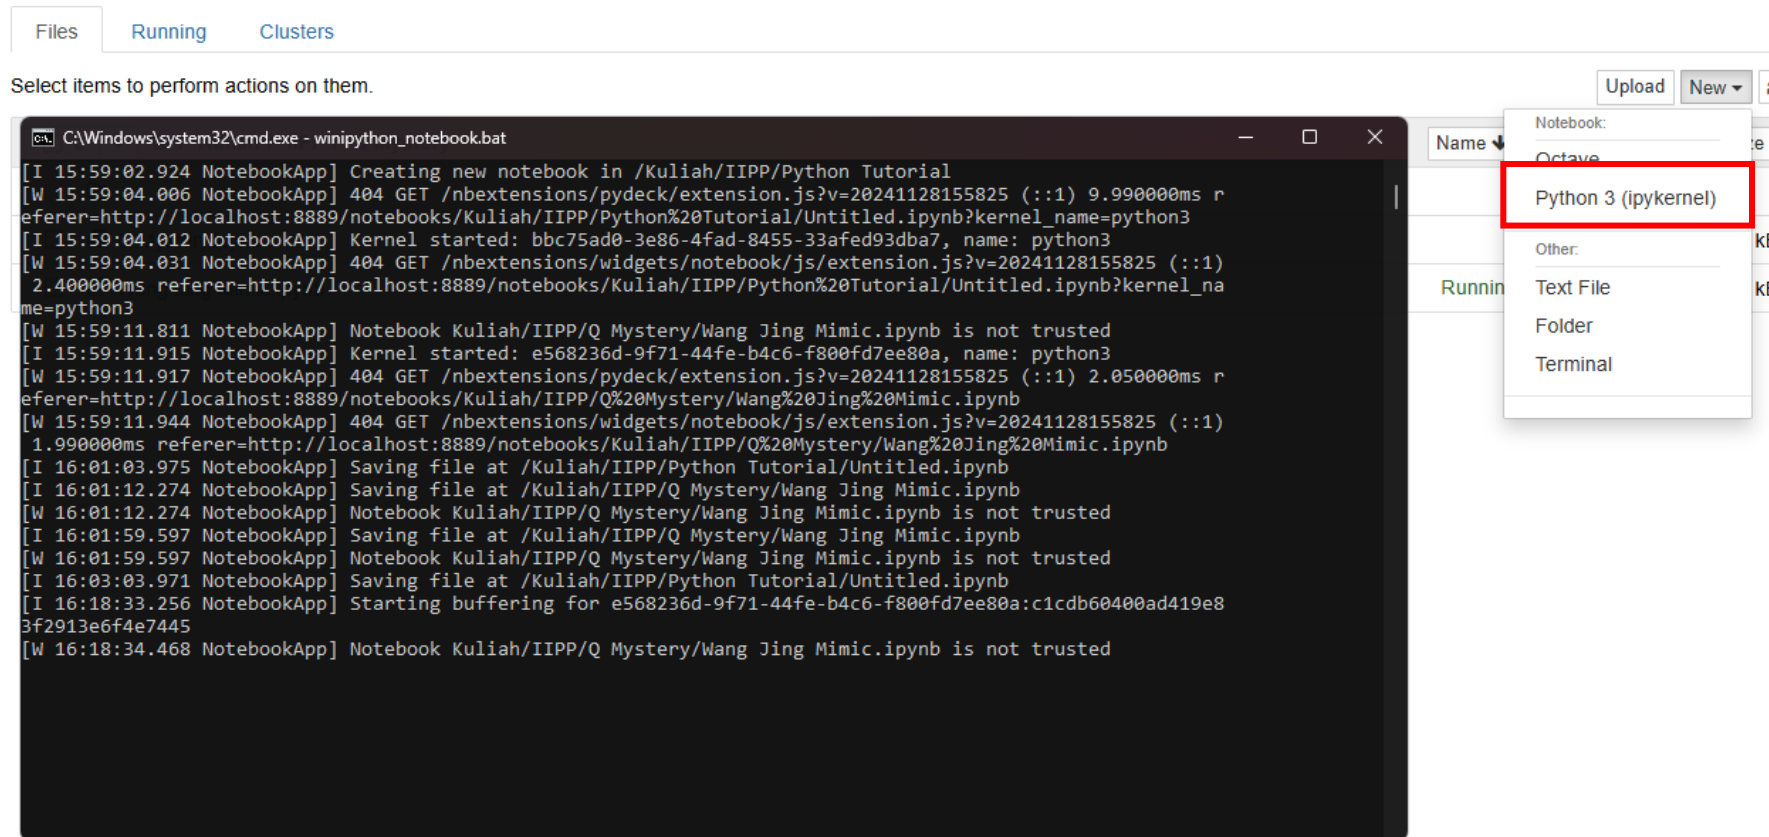 Files Running Clusters
Select items to perform actions on them.
Upload New
C:\Windows\system32\cmd.exe - winipython_notebook.bat
[I 15:59:02.924 NotebookApp] Creating new notebook in /Kuliah/IIPP/Python Tutorial
[W 15:59:04.006 NotebookApp] 404 GET /nbextensions/pydeck/extension.js?v=20241128155825 (::1) 9.990000ms r
eferer=http://localhost:8889/notebooks/Kuliah/IIPP/Python%20Tutorial/Untitled.ipynb?kernel_name=python3
[I 15:59:04.012 NotebookApp] Kernel started: bbc75ad0-3e86-4fad-8455-33afed93dba7, name: python3
[W 15:59:04.031 NotebookApp] 404 GET /nbextensions/widgets/notebook/js/extension.js?v=20241128155825 (::1)
2.400000ms referer=http://localhost:8889/notebooks/Kuliah/IIPP/Python%20Tutorial/Untitled.ipynb?kernel_na
me=python3
[W 15:59:11.811 NotebookApp] Notebook Kuliah/IIPP/Q Mystery/Wang Jing Mimic.ipynb is not trusted
[I 15:59:11.915 NotebookApp] Kernel started: e568236d-9f71-44fe-b4c6-f800fd7ee80a, name: python3
[W 15:59:11.917 NotebookApp] 404 GET /nbextensions/pydeck/extension.js?v=20241128155825 (::1) 2.050000ms r
eferer=http://localhost:8889/notebooks/Kuliah/IIPP/Q%20Mystery/Wang%20Jing%20Mimic.ipynb
[W 15:59:11.944 NotebookApp] 404 GET /nbextensions/widgets/notebook/js/extension.js?v=20241128155825 (::1)
1.990000ms referer=http://localhost:8889/notebooks/Kuliah/IIPP/Q%20Mystery/Wang%20Jing%20Mimic.ipynb
[I 16:01:03.975 NotebookApp] Saving file at /Kuliah/IIPP/Python Tutorial/Untitled.ipynb
[I 16:01:12.274 NotebookApp] Saving file at /Kuliah/IIPP/Q Mystery/Wang Jing Mimic.ipynb
[W 16:01:12.274 NotebookApp] Notebook Kuliah/IIPP/Q Mystery/Wang Jing Mimic.ipynb is not trusted
[I 16:01:59.597 NotebookApp] Saving file at /Kuliah/IIPP/Q Mystery/Wang Jing Mimic.ipynb
[W 16:01:59.597 NotebookApp] Notebook Kuliah/IIPP/Q Mystery/Wang Jing Mimic.ipynb is not trusted
[I 16:03:03.971 NotebookApp] Saving file at /Kuliah/IIPP/Python Tutorial/Untitled.ipynb
[I 16:18:33.256 NotebookApp] Starting buffering for e568236d-9f71-44fe-b4c6-f800fd7ee80a:c1cdb60400ad419e8
3f2913e6f4e7445
[W 16:18:34.468 NotebookApp] Notebook Kuliah/IIPP/Q Mystery/Wang Jing Mimic.ipynb is not trusted
Name
Notebook:
Octave
Python 3 (ipykernel)
Other:
Text File
Folder
Terminal